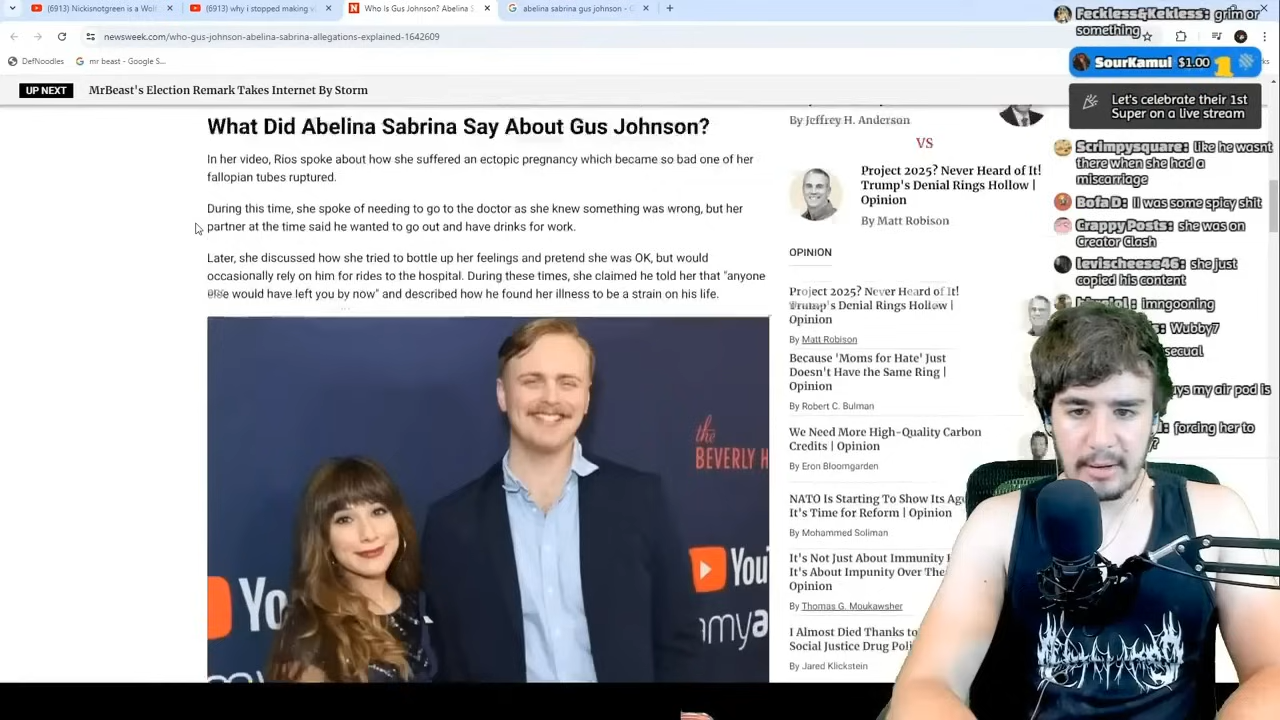 (6913) Nickisnotgreen is a Wol
(6913) why i stopped making v
Who Is Gus Johnson? Abelina S
abelina sabrina gus johnson - G
newsweek.com/who-gus-johnson-abelina-sabrina-allegations-explained-1642609
DefNoodles
mr beast - Google S...
UP NEXT
MrBeast's Election Remark Takes Internet By Storm
What Did Abelina Sabrina Say About Gus Johnson?
In her video, Rios spoke about how she suffered an ectopic pregnancy which became so bad one of her
fallopian tubes ruptured.
During this time, she spoke of needing to go to the doctor as she knew something was wrong, but her
partner at the time said he wanted to go out and have drinks for work.
Later, she discussed how she tried to bottle up her feelings and pretend she was OK, but would
occasionally rely on him for rides to the hospital. During these times, she claimed he told her that "anyone
else would have left you by now" and described how he found her illness to be a strain on his life.
the
BEVERLY H
YouT
Yo
mya
my
By Jeffrey H. Anderson
VS
Project 2025? Never Heard of It!
Trump's Denial Rings Hollow |
Opinion
By Matt Robison
OPINION
Project 2025? Never Heard of It!
Trump's Denial Rings Hollow |
Opinion
By Matt Robison
Because 'Moms for Hate' Just
Doesn't Have the Same Ring |
Opinion
By Robert C. Bulman
We Need More High-Quality Carbon
Credits | Opinion
By Eron Bloomgarden
NATO Is Starting To Show Its Age
It's Time for Reform | Opinion
By Mohammed Soliman
It's Not Just About Immunity
It's About Impunity Over The
Opinion
By Thomas G. Moukawsher
I Almost Died Thanks to
Social Justice Drug Poli
By Jared Klickstein
Feckless&Kekless: grim or
something
SourKamui $1.00 1
Let's celebrate their 1st
Super on a live stream
Scrimpysquare: like he wasnt
there when she had a
miscarriage
BofaD: II was some spicy shit
CrappyPosts: she was on
Creator Clash
levischeese46: she just
copied his content
: imngooning
: Wubby7
secual
ys my air pod is
: forcing her to
?